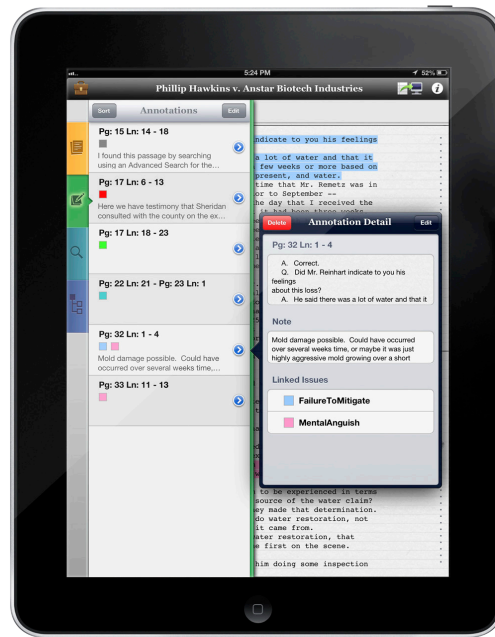 5:24 PM
52%
Phillip Hawkins v. Anstar Biotech Industries
Sort
Annotations
Edit
Pg: 15 Ln: 14 - 18
I found this passage by searching
using an Advanced Search for the…
Pg: 17 Ln: 6 - 13
Here we have testimony that Sheridan
consulted with the county on the ex…
Pg: 17 Ln: 18 - 23
Pg: 22 Ln: 21 - Pg: 23 Ln: 1
Pg: 32 Ln: 1 - 4
Mold damage possible. Could have
occurred over several weeks time,…
Pg: 33 Ln: 11 - 13
ndicate to you his feelings
a lot of water and that it
few weeks or more based on
present, and water.
time that Mr. Remetz was in
or to September --
he day that I received the
Delete
Annotation Detail
Edit
Pg: 32 Ln: 1 - 4
A. Correct.
Q. Did Mr. Reinhart indicate to you his
feelings
about this loss?
A. He said there was a lot of water and that it
Note
Mold damage possible. Could have occurred
over several weeks time, or maybe it was just
highly aggressive mold growing over a short
Linked Issues
FailureToMitigate
MentalAnguish
to be experienced in terms
source of the water claim?
ey made that determination.
do water restoration, not
it came from.
water restoration, that
e first on the scene.
him doing some inspection